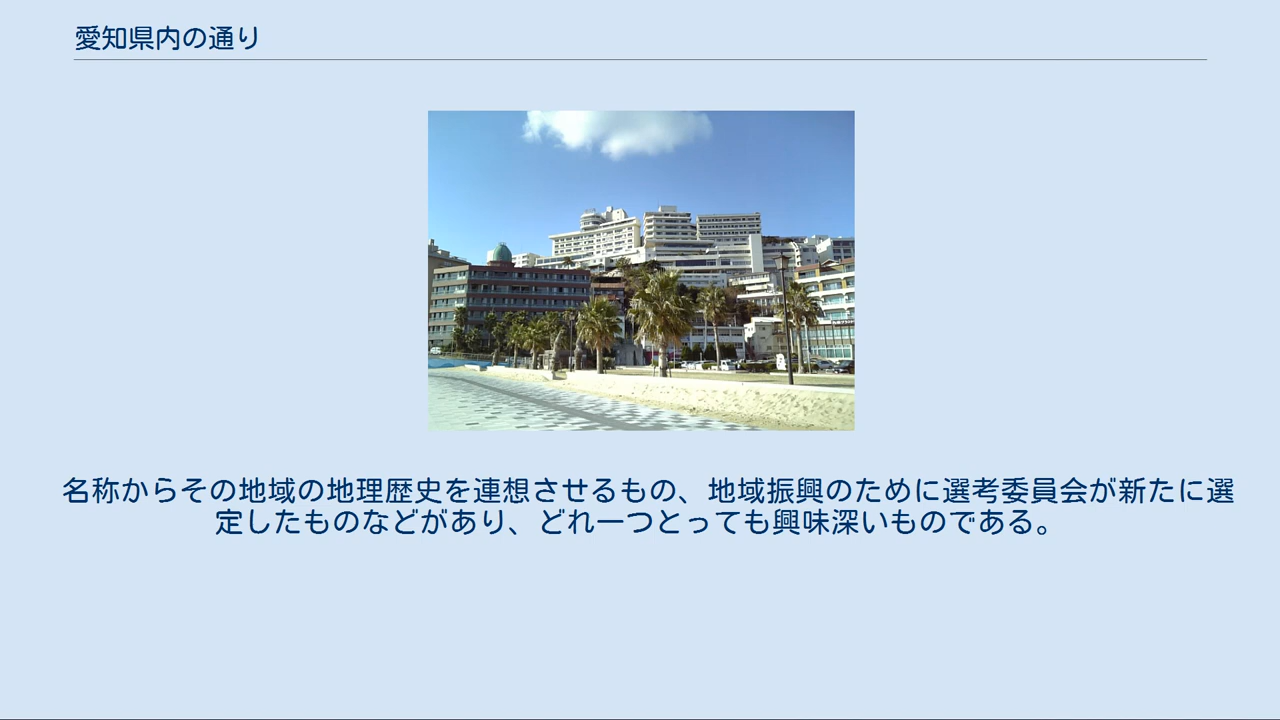 愛知県内の通り
名称からその地域の地理歴史を連想させるもの、地域振興のために選考委員会が新たに選
定したものなどがあり、どれ一つとっても興味深いものである。